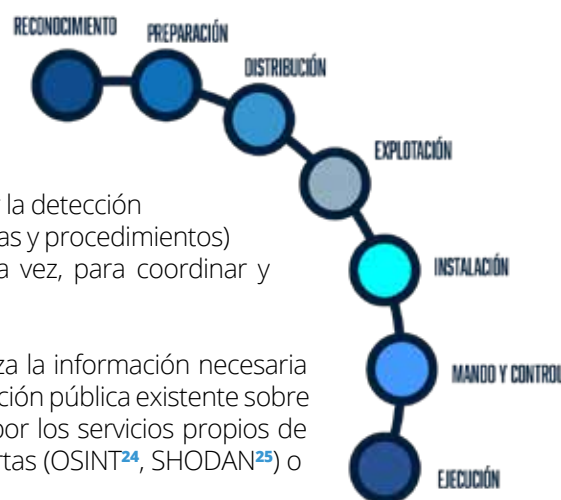 RECONOCIMIENTO
PREPARACIÓN
DISTRIBUCIÓN
EXPLOTACIÓN
INSTALACIÓN
MANDO Y CONTROL
EJECUCIÓN
la detección
as y procedimientos)
a vez, para coordinar y
za la información necesaria
ción pública existente sobre
por los servicios propios de
rtas (OSINT24, SHODAN25) o